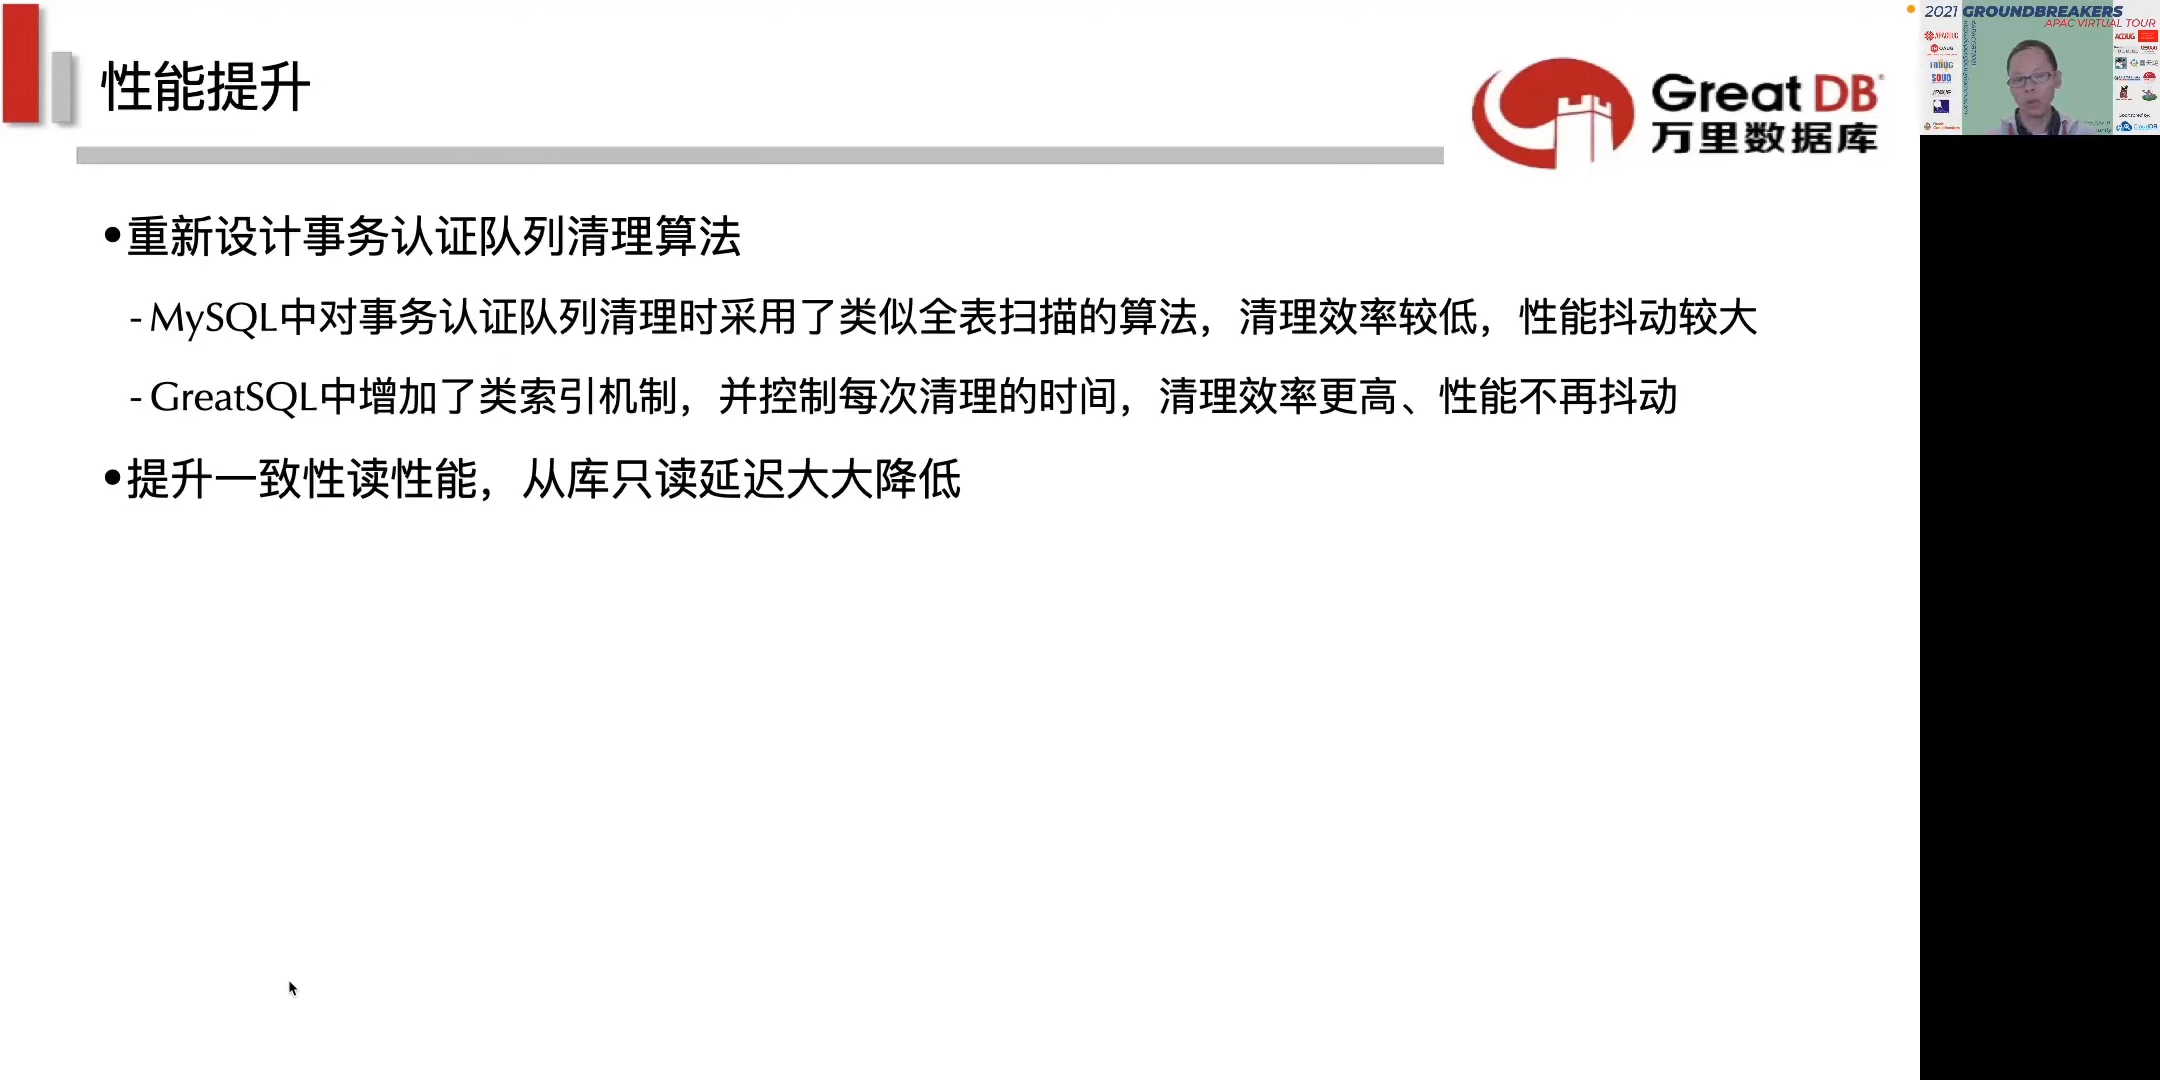 性能提升
Great DB
万里数据库
•重新设计事务认证队列清理算法
- MySQL中对事务认证队列清理时采用了类似全表扫描的算法，清理效率较低，性能抖动较大
- GreatSQL中增加了类索引机制，并控制每次清理的时间，清理效率更高、性能不再抖动
•提升一致性读性能，从库只读延迟大大降低
2021 GROUNDBREAKERS
APAC VIRTUAL TOUR